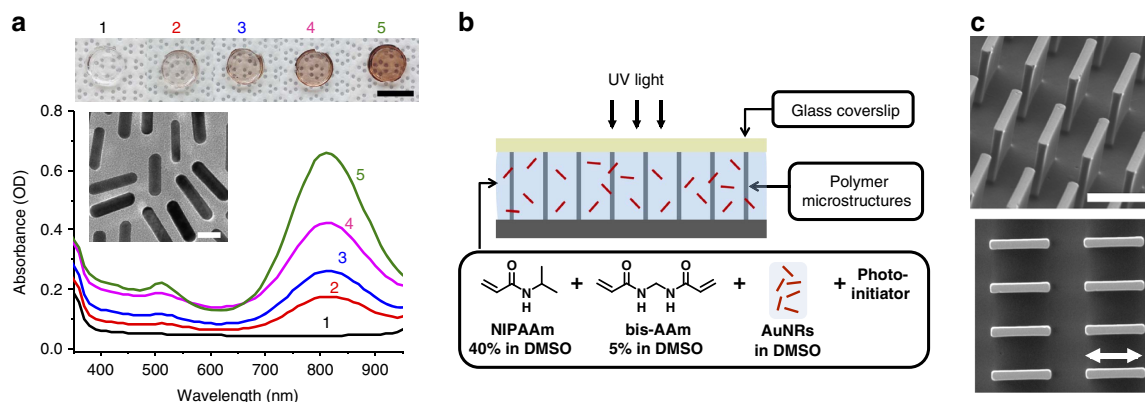 a
1 2 3 4 5
0.8
0.6
0.4
0.2
0.0
Absorbance (OD)
5
4
3
2
1
400 500 600 700 800 900
Wavelength (nm)
b
UV light
Glass coverslip
Polymer
microstructures
O
N
H
NIPAAm
40% in DMSO
+
O O
N N
H H
bis-AAm
5% in DMSO
+
AuNRs
in DMSO
+ Photo-
initiator
c